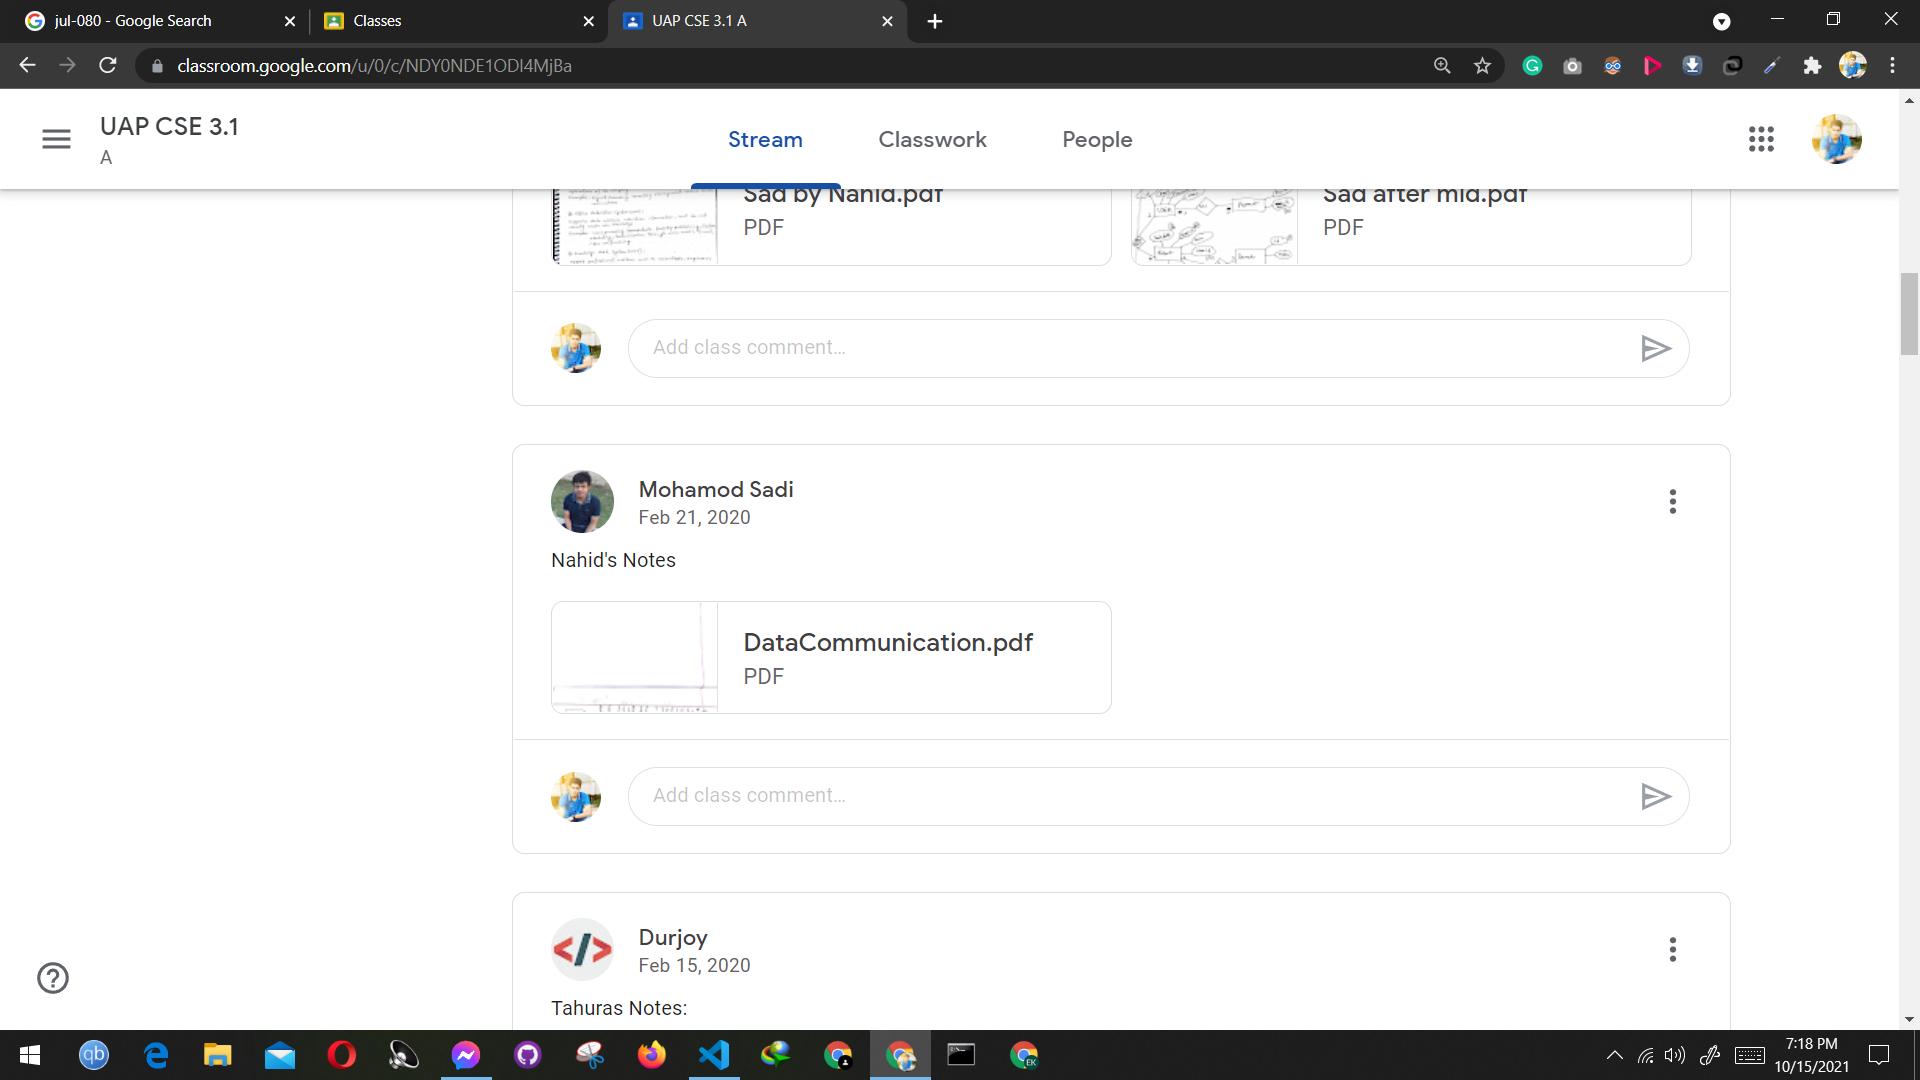 jul-080 - Google Search
Classes
UAP CSE 3.1 A
classroom.google.com/u/0/c/NDY0NDE1ODI4MjBa
UAP CSE 3.1
A
Stream
Classwork
People
Sad by Nahid.pdf
PDF
Sad after mid.pdf
PDF
Add class comment...
Mohamod Sadi
Feb 21, 2020
Nahid's Notes
DataCommunication.pdf
PDF
Add class comment...
Durjoy
Feb 15, 2020
Tahuras Notes:
qb
EK
7:18 PM
10/15/2021